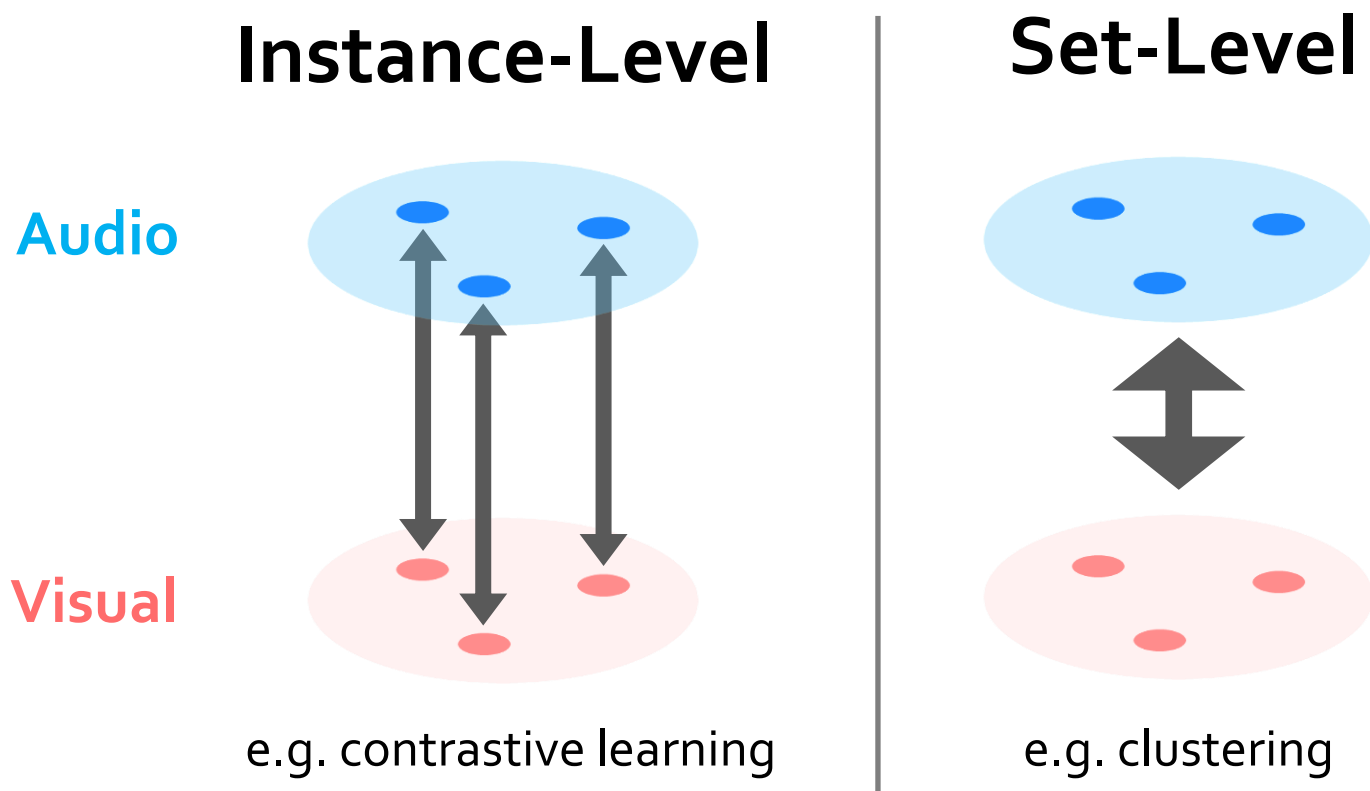 Instance-Level
Set-Level
Audio
Visual
e.g. contrastive learning
e.g. clustering